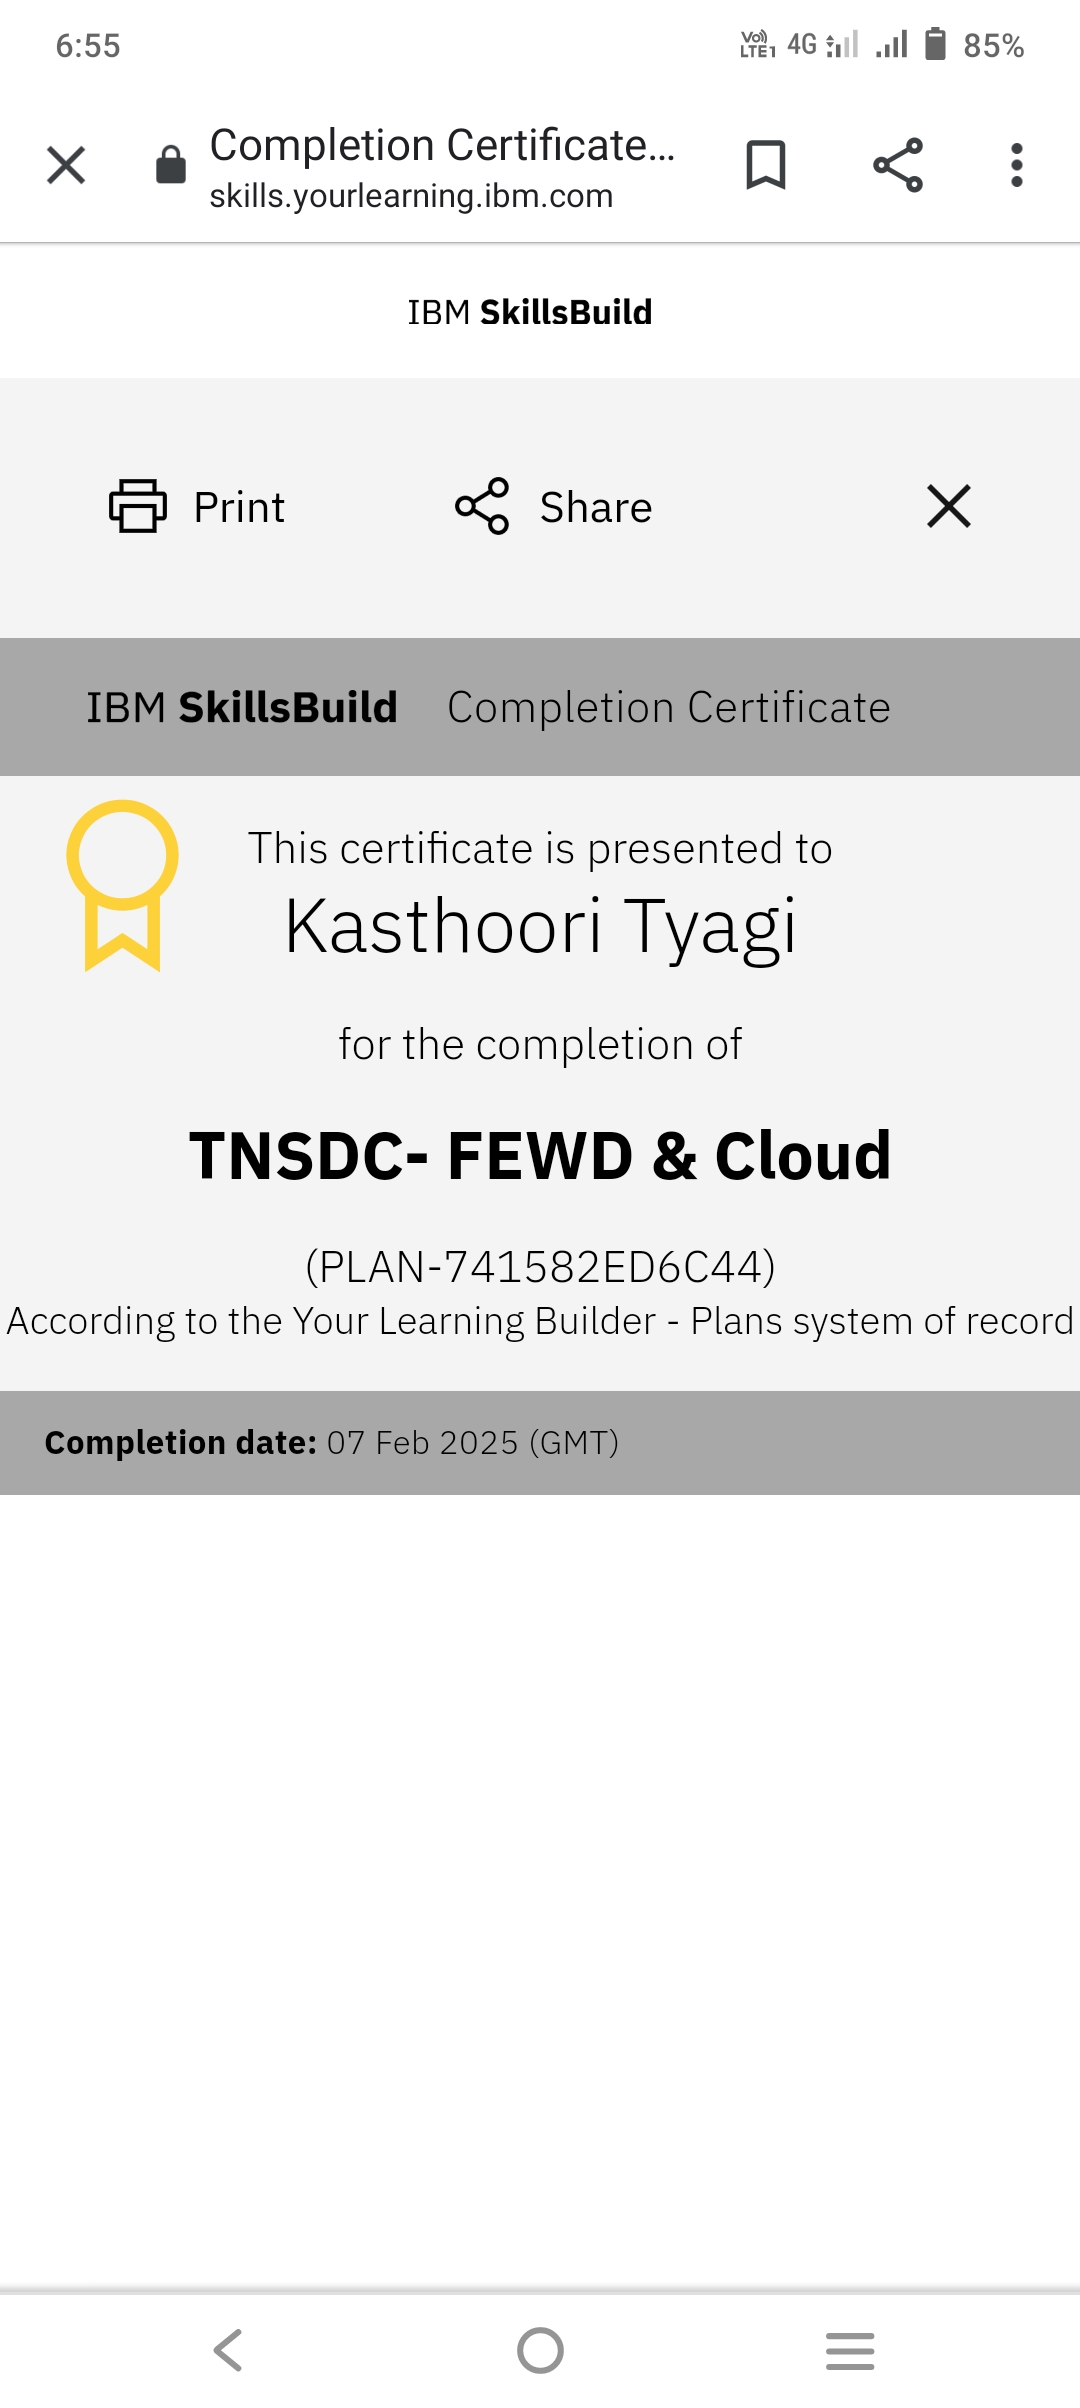 6:55
Vo)) LTE1 4G 85%
Completion Certificate...
skills.yourlearning.ibm.com
IBM SkillsBuild
Print Share
IBM SkillsBuild Completion Certificate
This certificate is presented to
Kasthoori Tyagi
for the completion of
TNSDC- FEWD & Cloud
(PLAN-741582ED6C44)
According to the Your Learning Builder - Plans system of record
Completion date: 07 Feb 2025 (GMT)